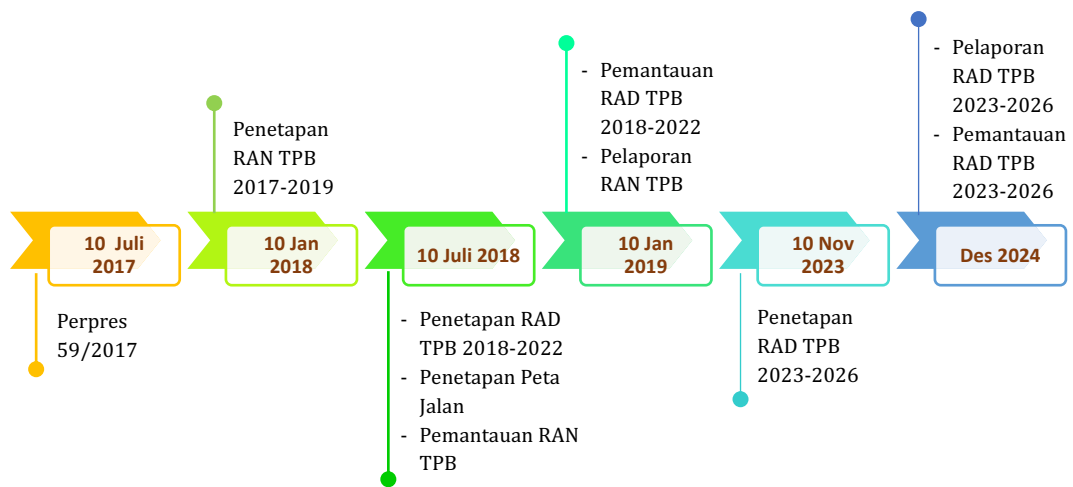 10 Juli
2017
Perpres
59/2017
Penetapan
RAN TPB
2017-2019
10 Jan
2018
10 Juli 2018
- Penetapan RAD
TPB 2018-2022
- Penetapan Peta
Jalan
- Pemantauan RAN
TPB
- Pemantauan
RAD TPB
2018-2022
- Pelaporan
RAN TPB
10 Jan
2019
10 Nov
2023
Penetapan
RAD TPB
2023-2026
- Pelaporan
RAD TPB
2023-2026
- Pemantauan
RAD TPB
2023-2026
Des 2024